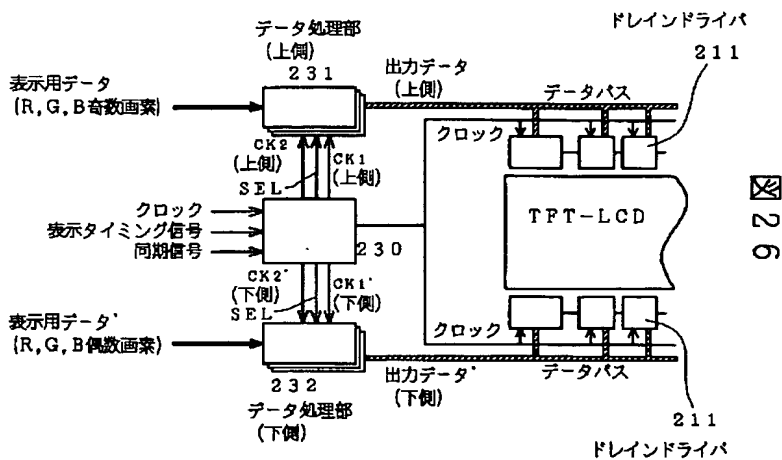 データ処理部
(上側)
231
ドレインドライバ
211
表示用データ
(R,G,B奇数画素)
出力データ
(上側)
データバス
クロック
CK2
(上側)
SEL
CK1
(上側)
クロック
表示タイミング信号
同期信号
230
TFT-LCD
図26
CK2'
(下側)
SEL
CK1'
(下側)
表示用データ'
(R,G,B偶数画素)
クロック
データバス
出力データ'
(下側)
232
データ処理部
(下側)
211
ドレインドライバ